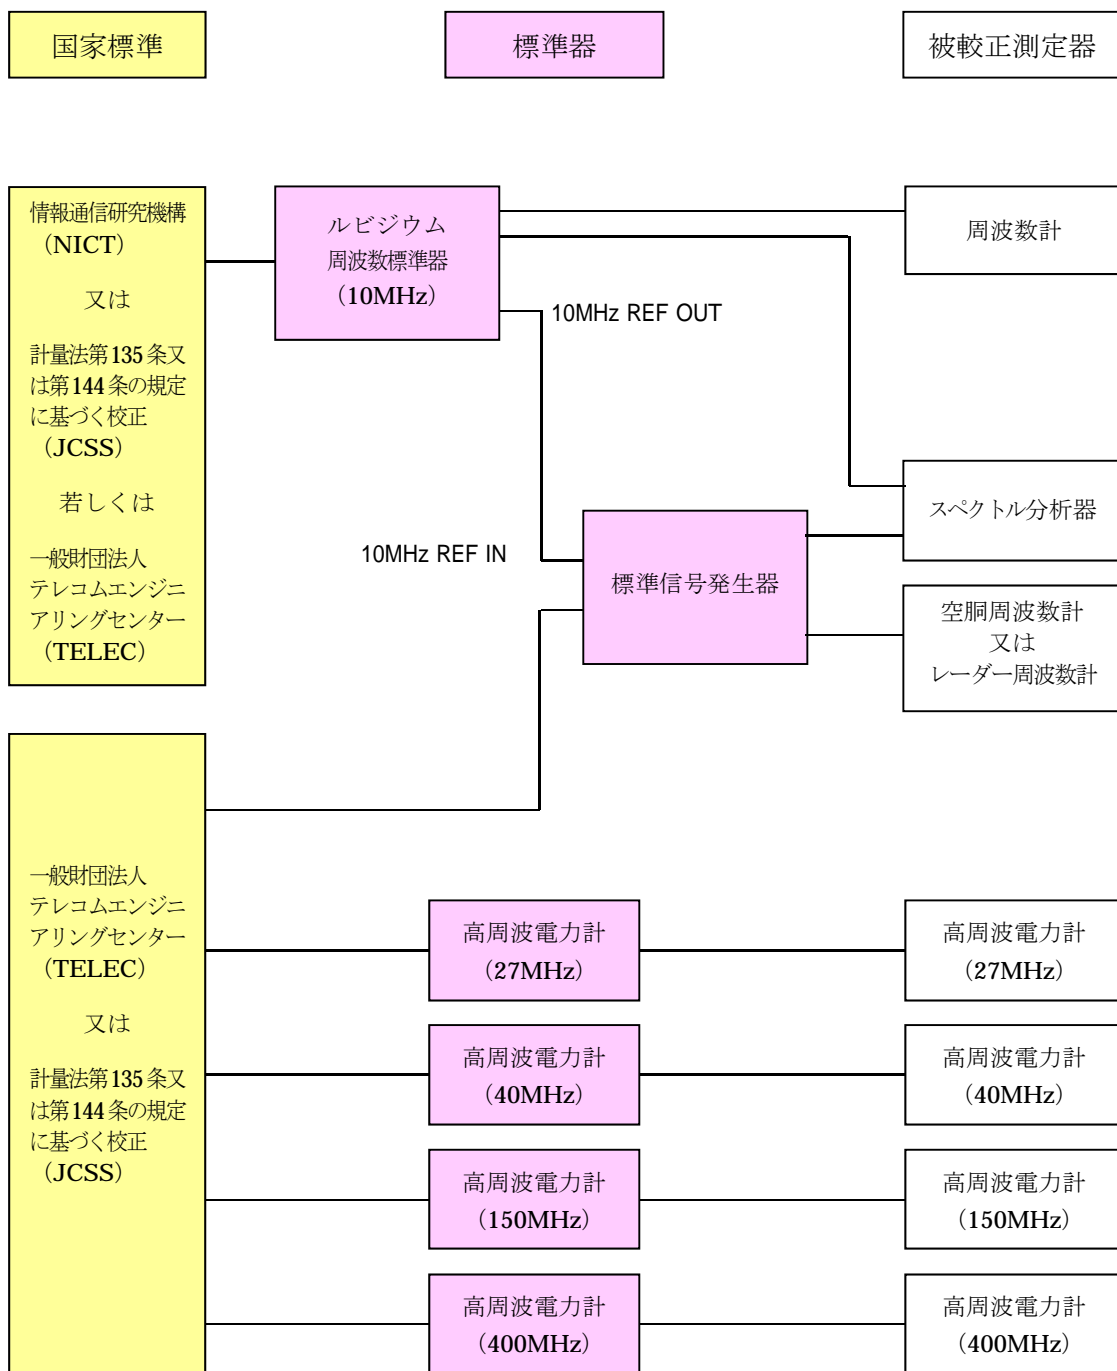 国家標準
標準器
被較正測定器
情報通信研究機構
（NICT）
又は
計量法第135条又
は第144条の規定
に基づく校正
（JCSS）
若しくは
一般財団法人
テレコムエンジニ
アリングセンター
（TELEC）
ルビジウム
周波数標準器
（10MHz）
周波数計
10MHz REF OUT
スペクトル分析器
10MHz REF IN
標準信号発生器
空胴周波数計
又は
レーダー周波数計
一般財団法人
テレコムエンジニ
アリングセンター
（TELEC）
又は
計量法第135条又
は第144条の規定
に基づく校正
（JCSS）
高周波電力計
（27MHz）
高周波電力計
（27MHz）
高周波電力計
（40MHz）
高周波電力計
（40MHz）
高周波電力計
（150MHz）
高周波電力計
（150MHz）
高周波電力計
（400MHz）
高周波電力計
（400MHz）